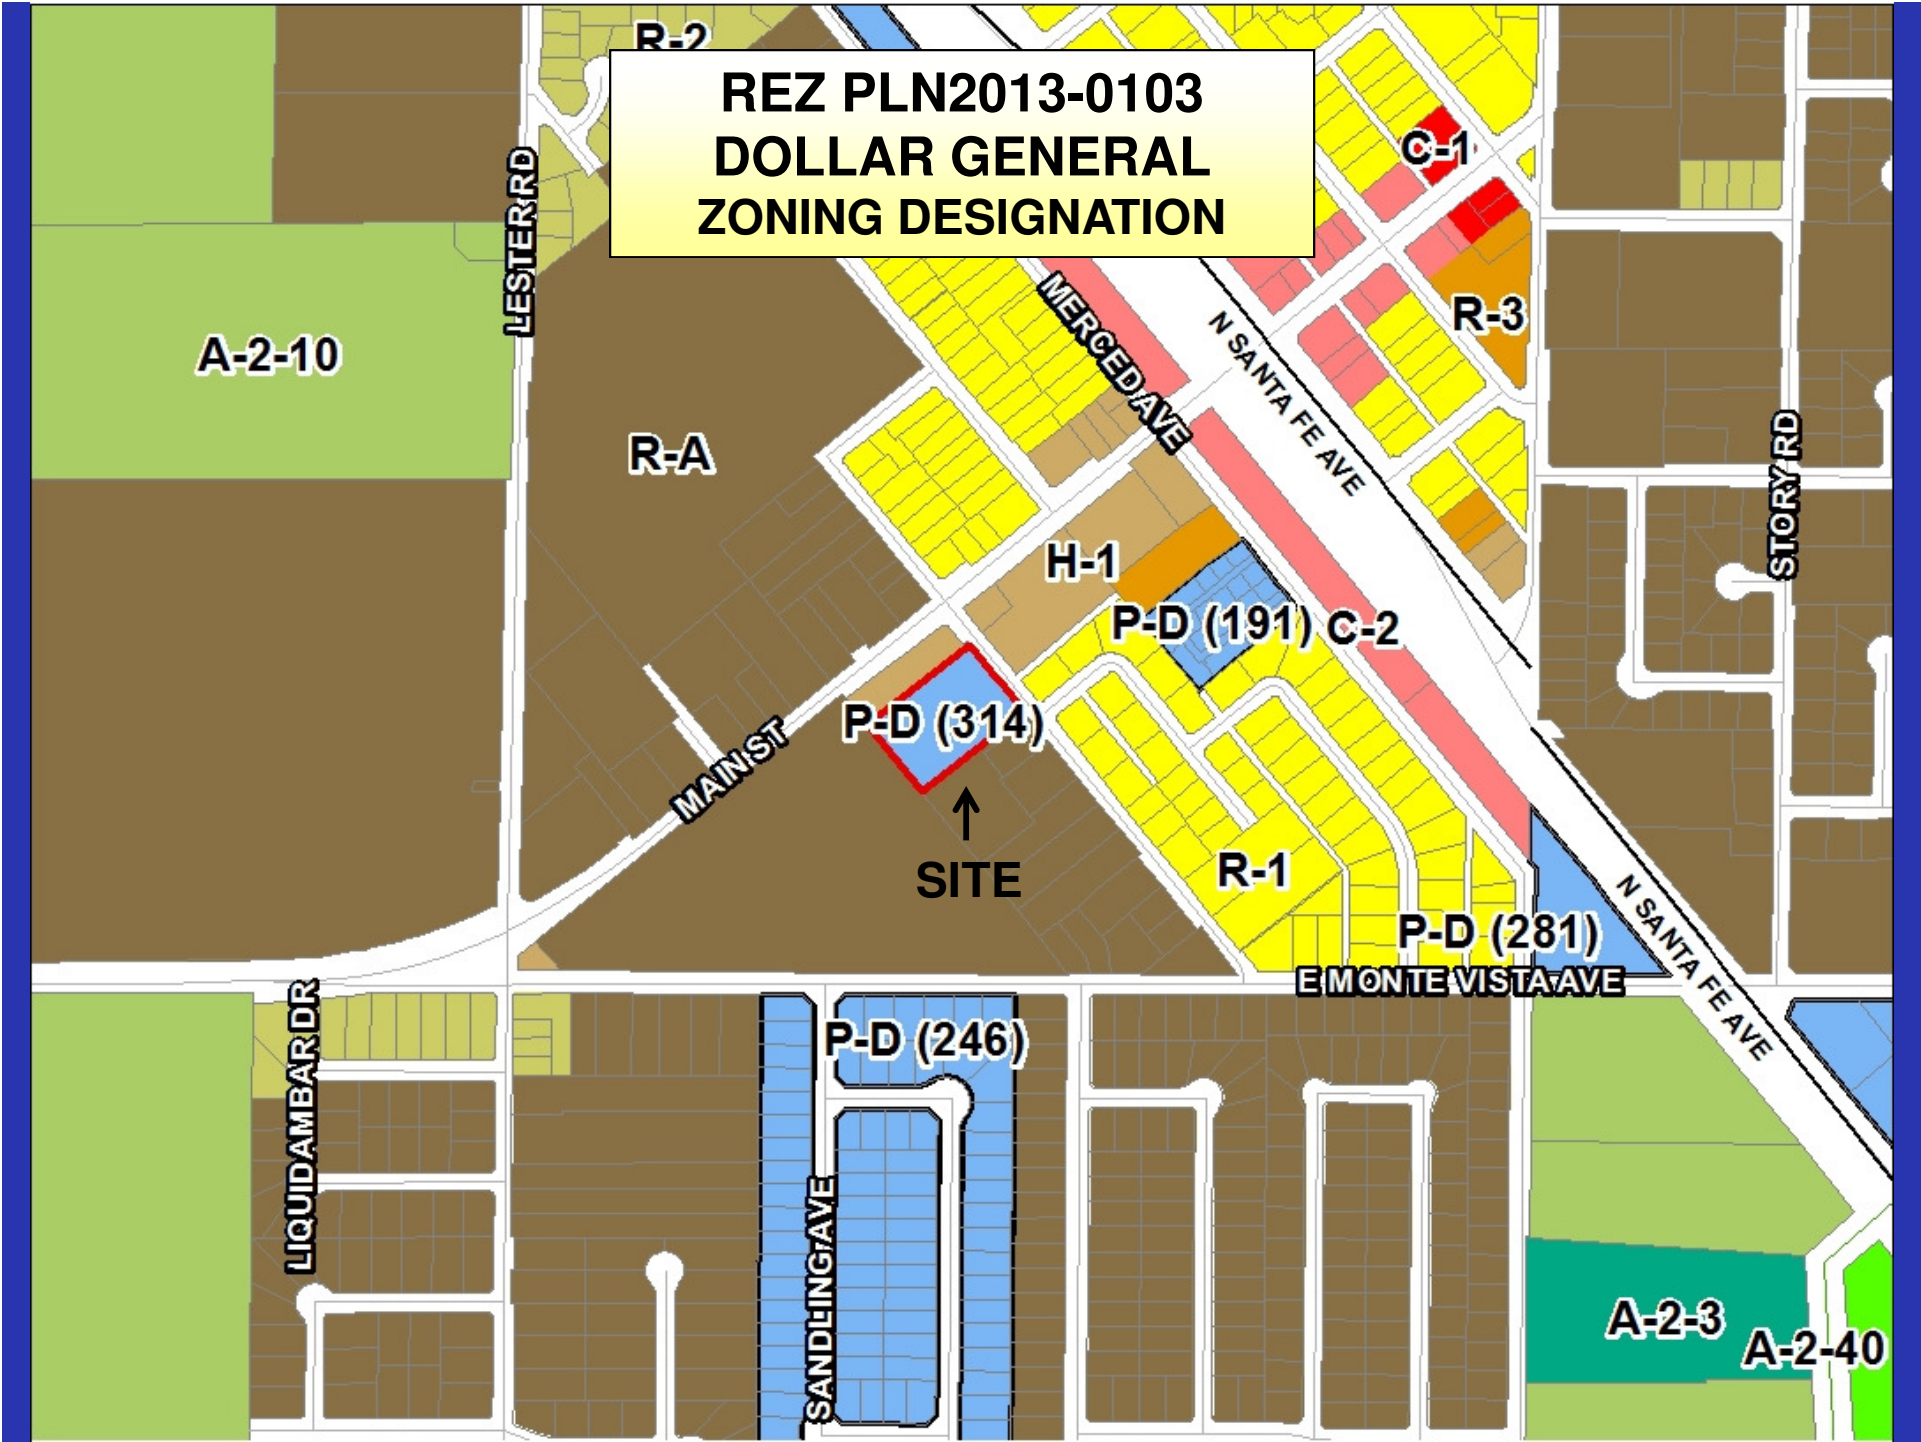 R-2
REZ PLN2013-0103
DOLLAR GENERAL
ZONING DESIGNATION
C-1
LESTER RD
MERCED AVE
N SANTA FE AVE
R-3
A-2-10
R-A
STORY RD
H-1
P-D (191)
C-2
P-D (314)
MAIN ST
SITE
R-1
P-D (281)
N SANTA FE AVE
E MONTE VISTA AVE
LIQUIDAMBAR DR
P-D (246)
SANDLING AVE
A-2-3
A-2-40